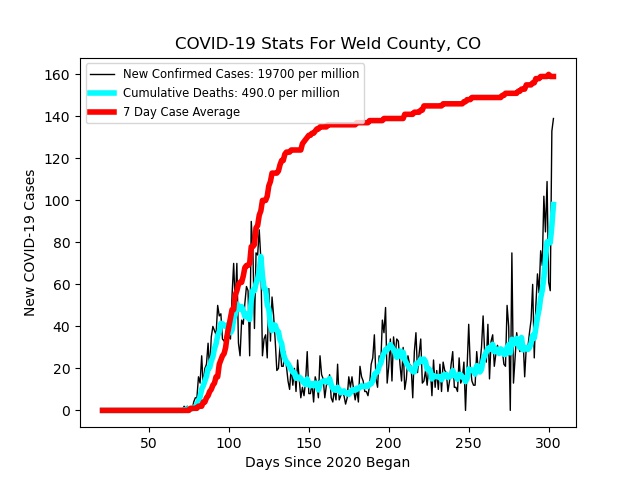 COVID-19 Stats For Weld County, CO
New Confirmed Cases: 19700 per million
Cumulative Deaths: 490.0 per million
7 Day Case Average
160
140
120
100
80
60
40
20
0
New COVID-19 Cases
50 100 150 200 250 300
Days Since 2020 Began